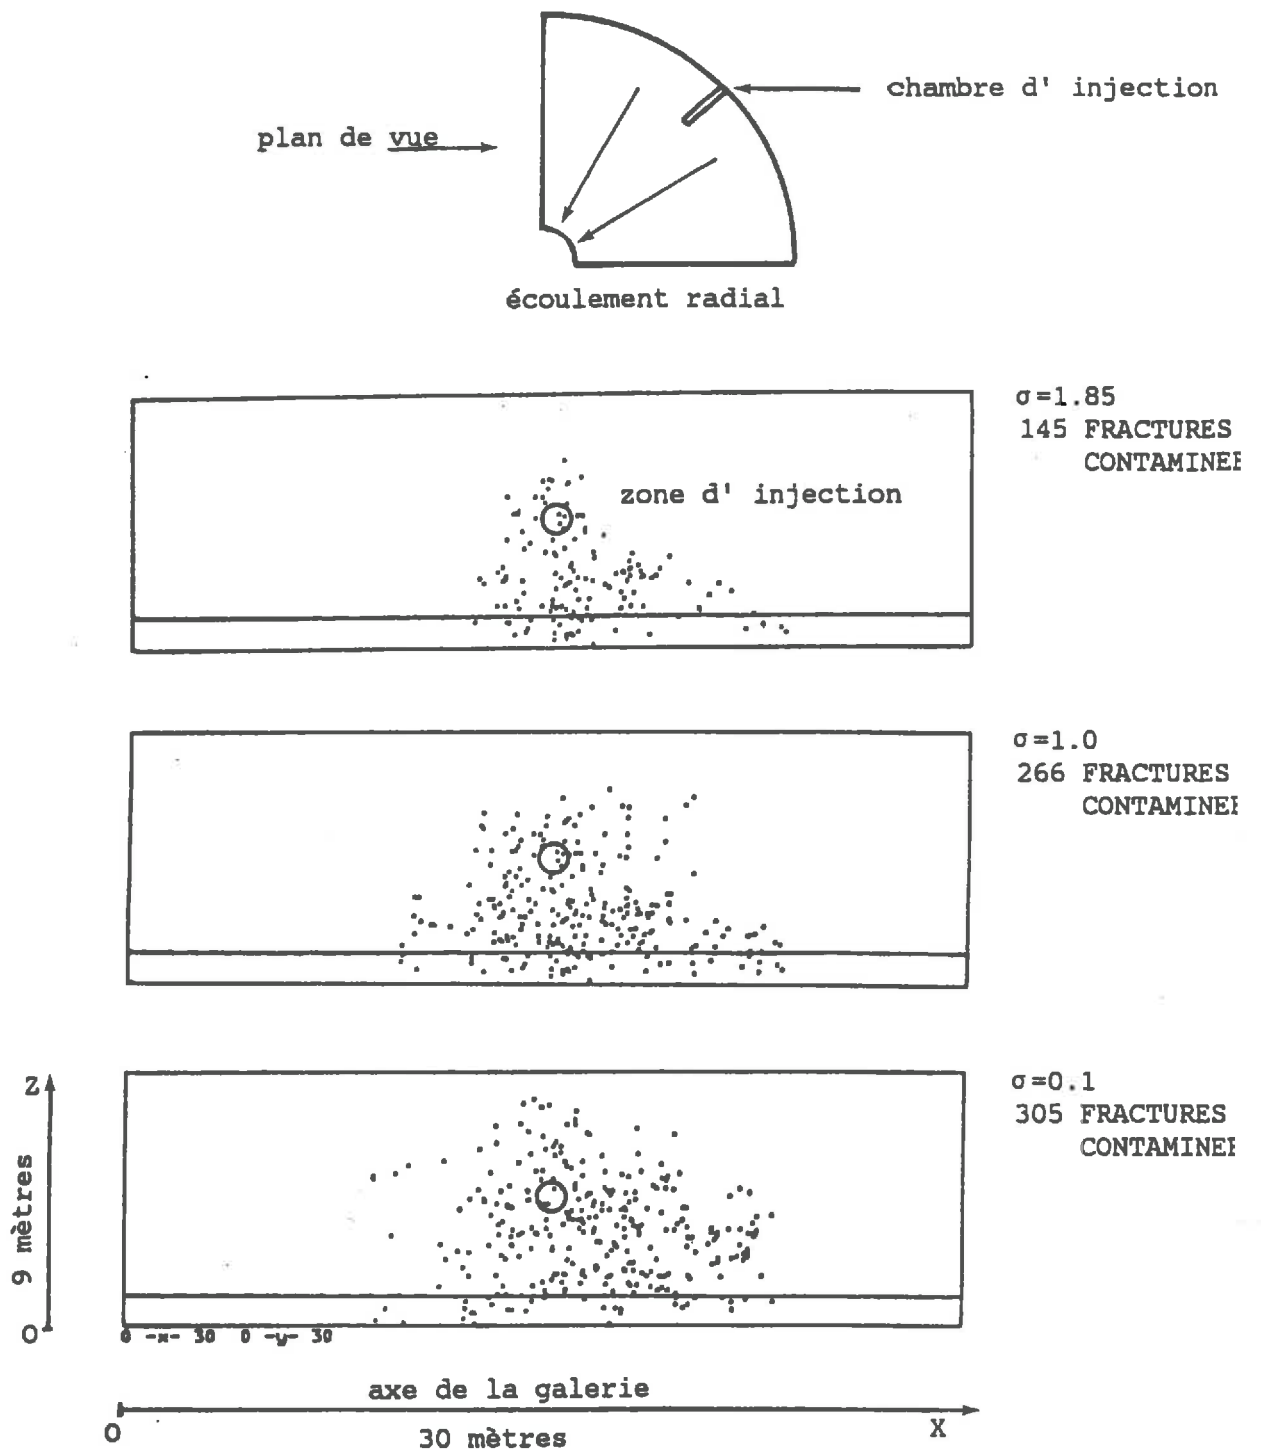 chambre d' injection
plan de vue
écoulement radial
σ=1.85
145 FRACTURES
CONTAMINEE
zone d' injection
σ=1.0
266 FRACTURES
CONTAMINEE
Z
σ=0.1
305 FRACTURES
CONTAMINEE
9 mètres
O
0 -x- 30 0 -y- 30
axe de la galerie
O
30 mètres
X